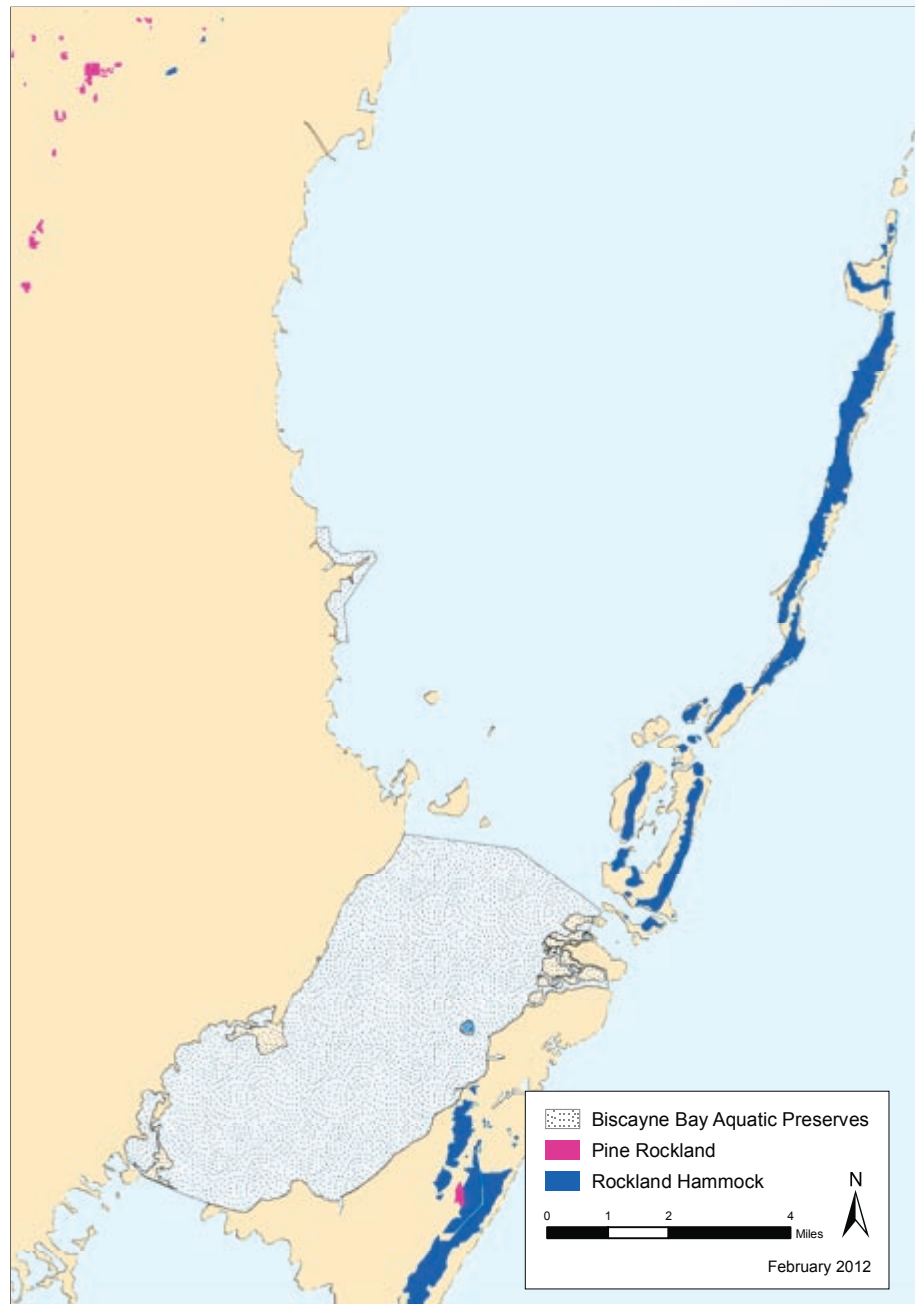 Biscayne Bay Aquatic Preserves
Pine Rockland
Rockland Hammock
N
0 1 2 4
Miles
February 2012